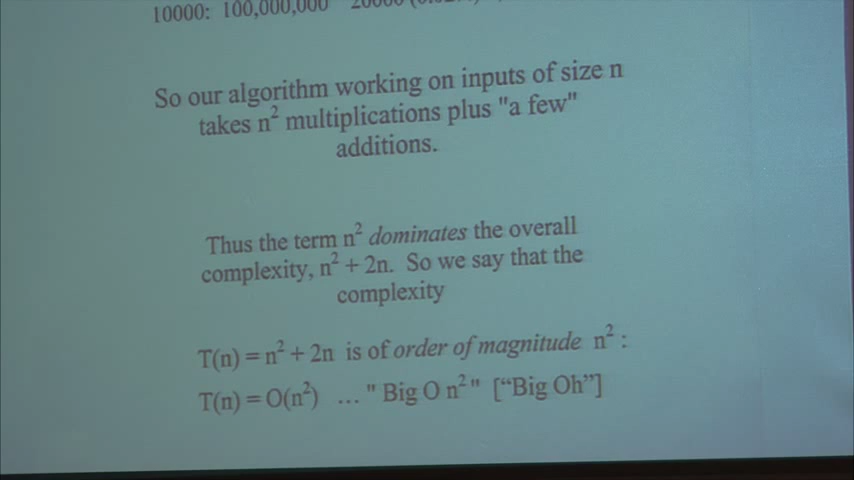 10000: 100,000,000 20000
So our algorithm working on inputs of size n
takes n² multiplications plus "a few"
additions.
Thus the term n² dominates the overall
complexity, n² + 2n. So we say that the
complexity
T(n) = n² + 2n is of order of magnitude n² :
T(n) = O(n²) ... " Big O n² " [“Big Oh”]